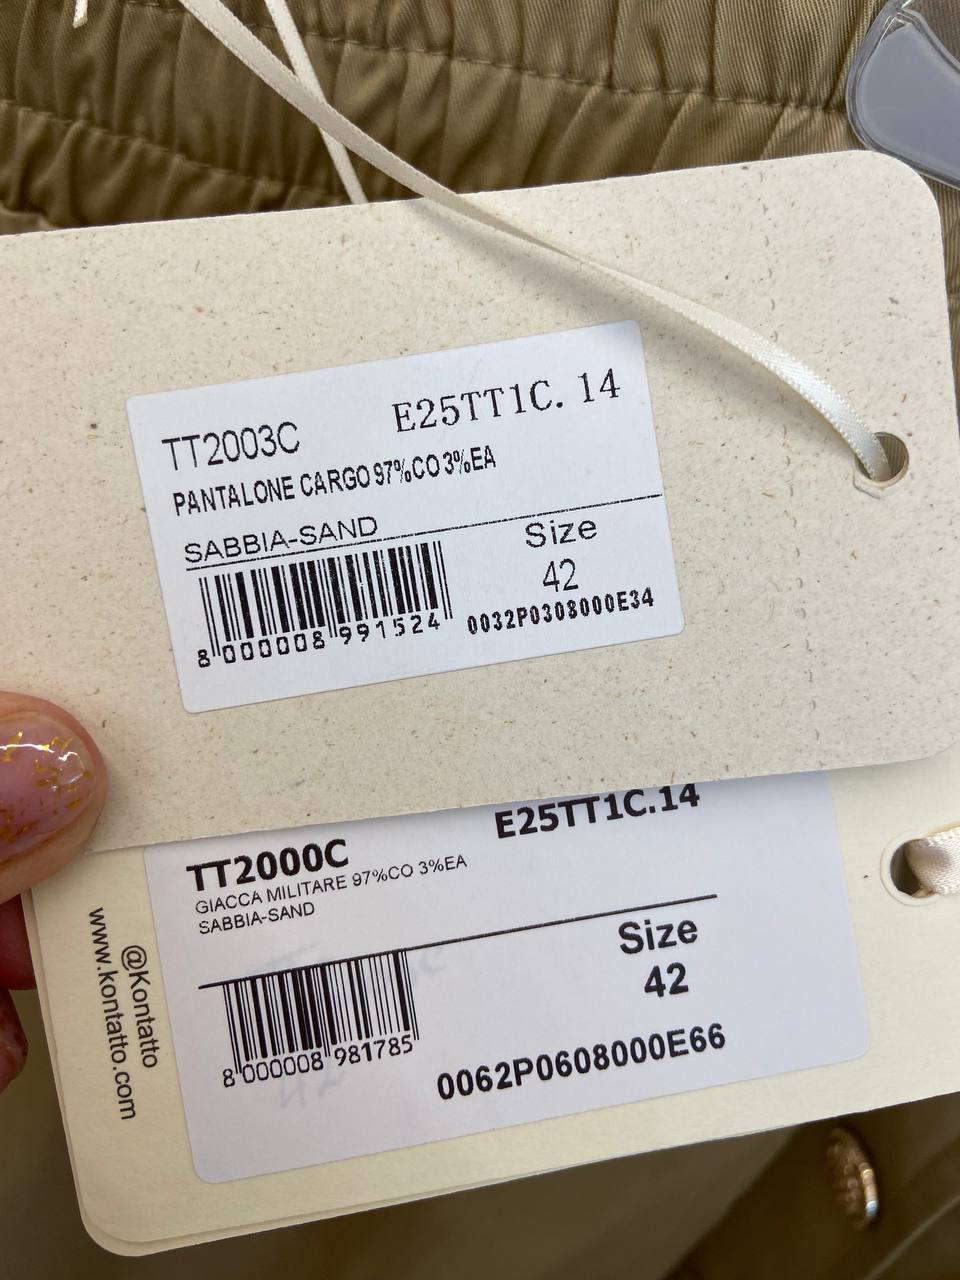 TT2003C E25TT1C. 14
PANTALONE CARGO 97%CO 3%EA
SABBIA-SAND
Size
42
8 000008 991524
0032P0308000E34
TT2000C E25TT1C.14
GIACCA MILITARE 97%CO 3%EA
SABBIA-SAND
Size
42
8 000008 981785
0062P0608000E66
@Kontatto
www.kontatto.com